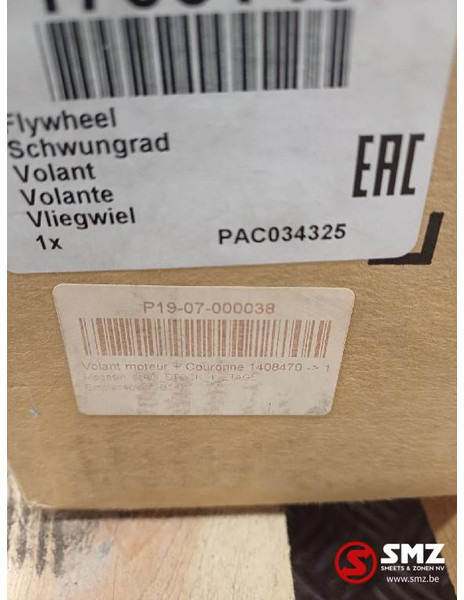 Flywheel
Schwungrad
Volant
Volante
Vliegwiel
1x
PAC034325
EAC
P19-07-000038
Volant moteur + Couronne 1408470 -> 1
SMZ
SMEETS & ZONEN NV
www.smz.be